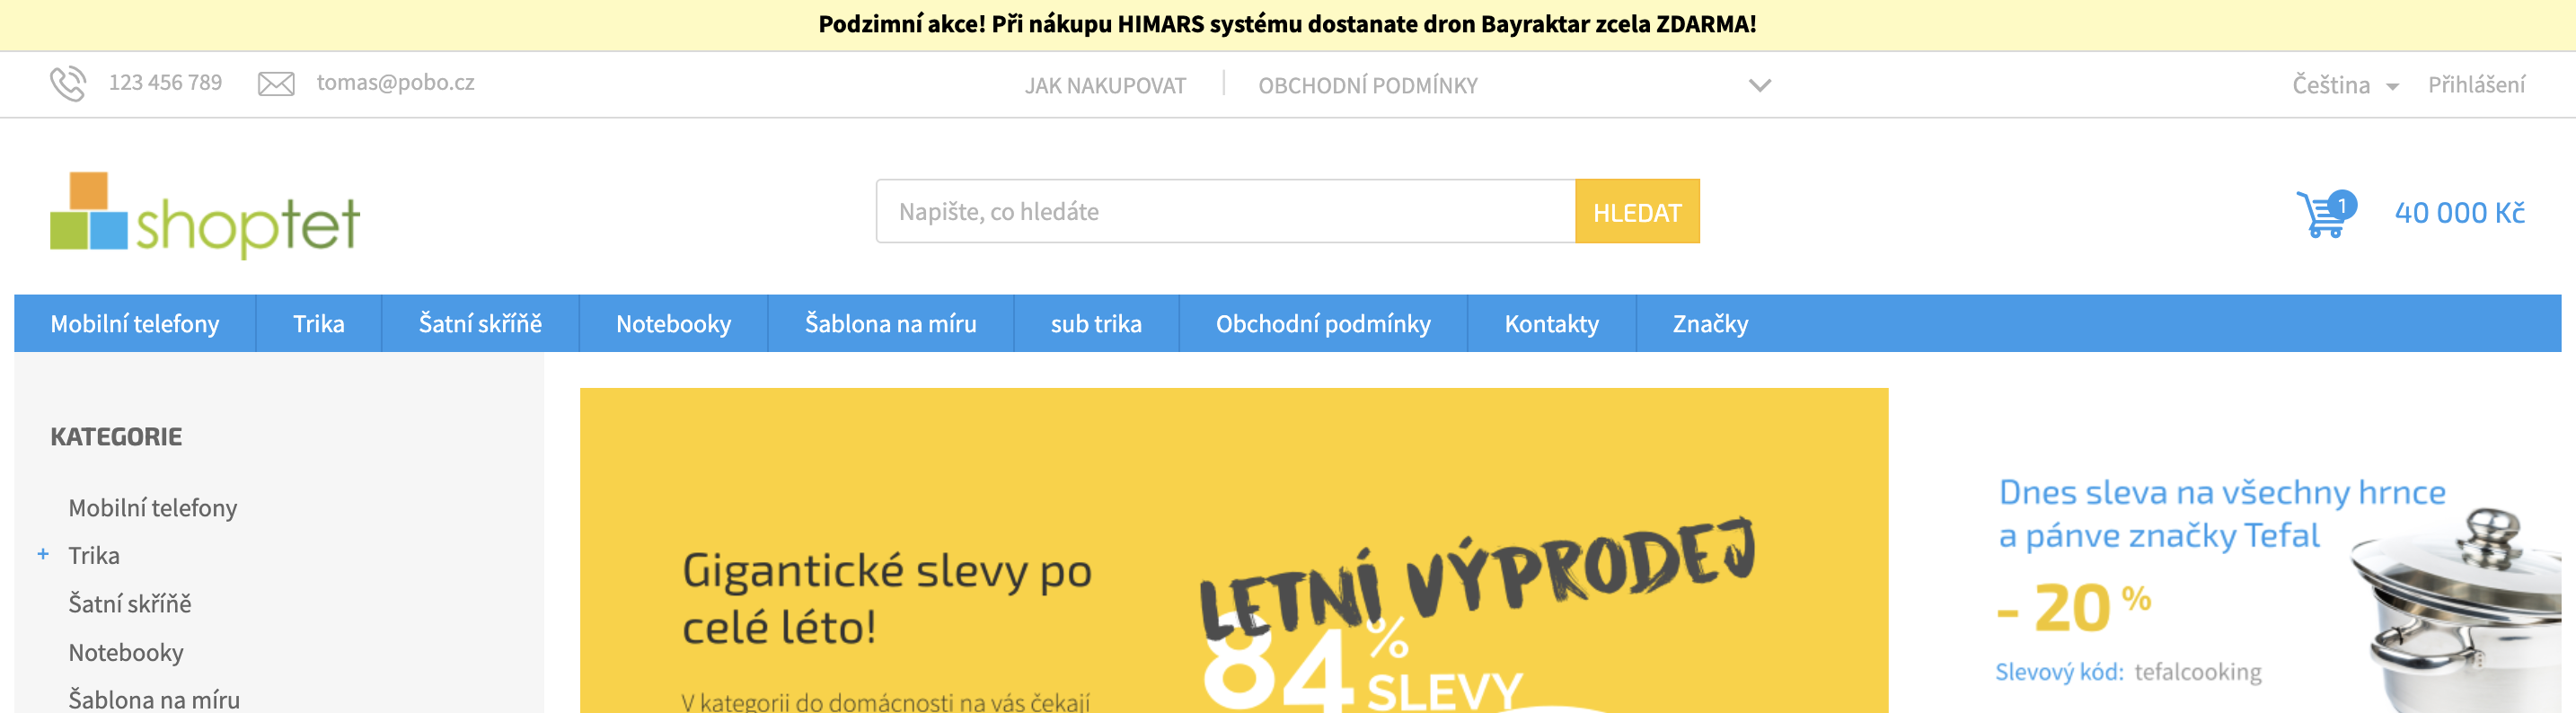 Podzimní akce! Při nákupu HIMARS systému dostanate dron Bayraktar zcela ZDARMA!
123 456 789 tomas@pobo.cz JAK NAKUPOVAT OBCHODNÍ PODMÍNKY Čeština Přihlášení
shoptet
Napište, co hledáte HLEDAT
1 40 000 Kč
Mobilní telefony Trika Šatní skříně Notebooky Šablona na míru sub trika Obchodní podmínky Kontakty Značky
KATEGORIE
Mobilní telefony
+ Trika
Šatní skříně
Notebooky
Šablona na míru
Gigantické slevy po
celé léto!
V kategorii do domácnosti na vás čekají
LETNÍ VÝPRODEJ
84 %
SLEVY
Dnes sleva na všechny hrnce
a pánve značky Tefal
- 20 %
Slevový kód: tefalcooking